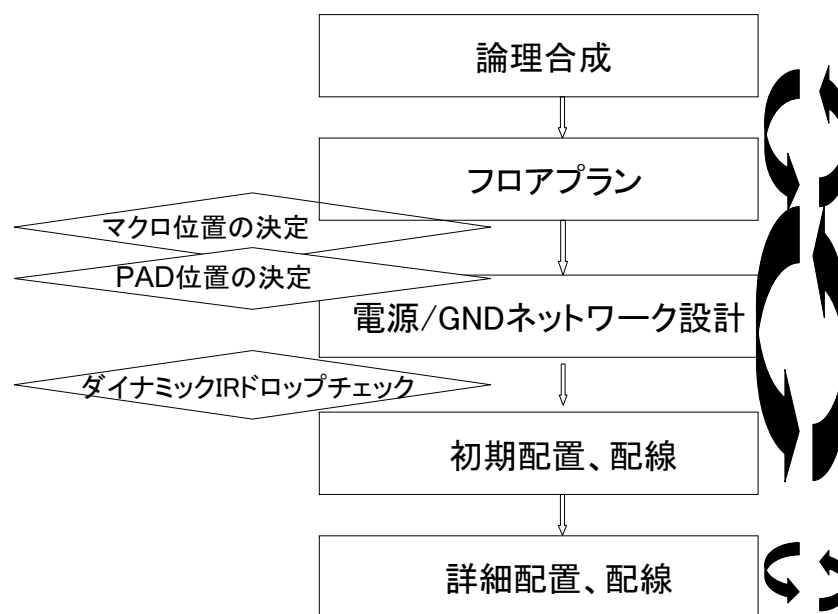 論理合成
フロアプラン
マクロ位置の決定
PAD位置の決定
電源/GNDネットワーク設計
ダイナミックIRドロップチェック
初期配置、配線
詳細配置、配線